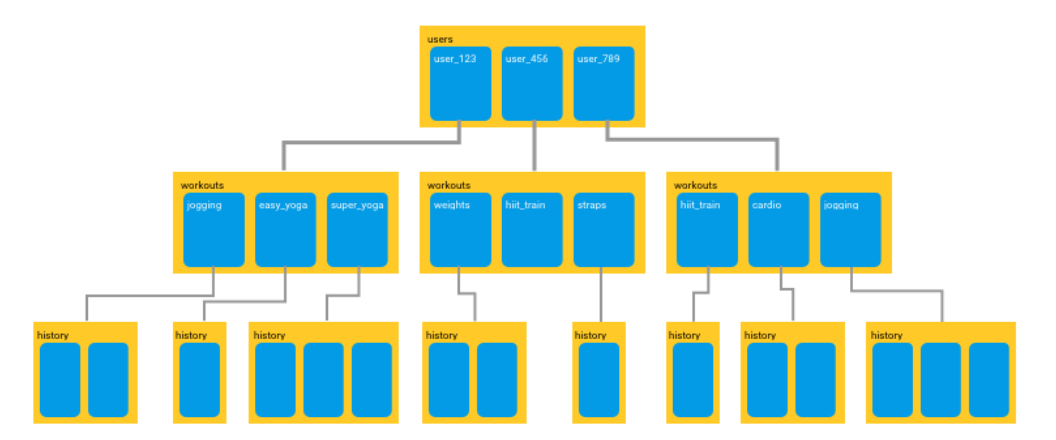 users
user_123 user_456 user_789
workouts workouts workouts
jogging easy_yoga super_yoga weights hiit_train straps hiit_train cardio jogging
history history history history history history history history